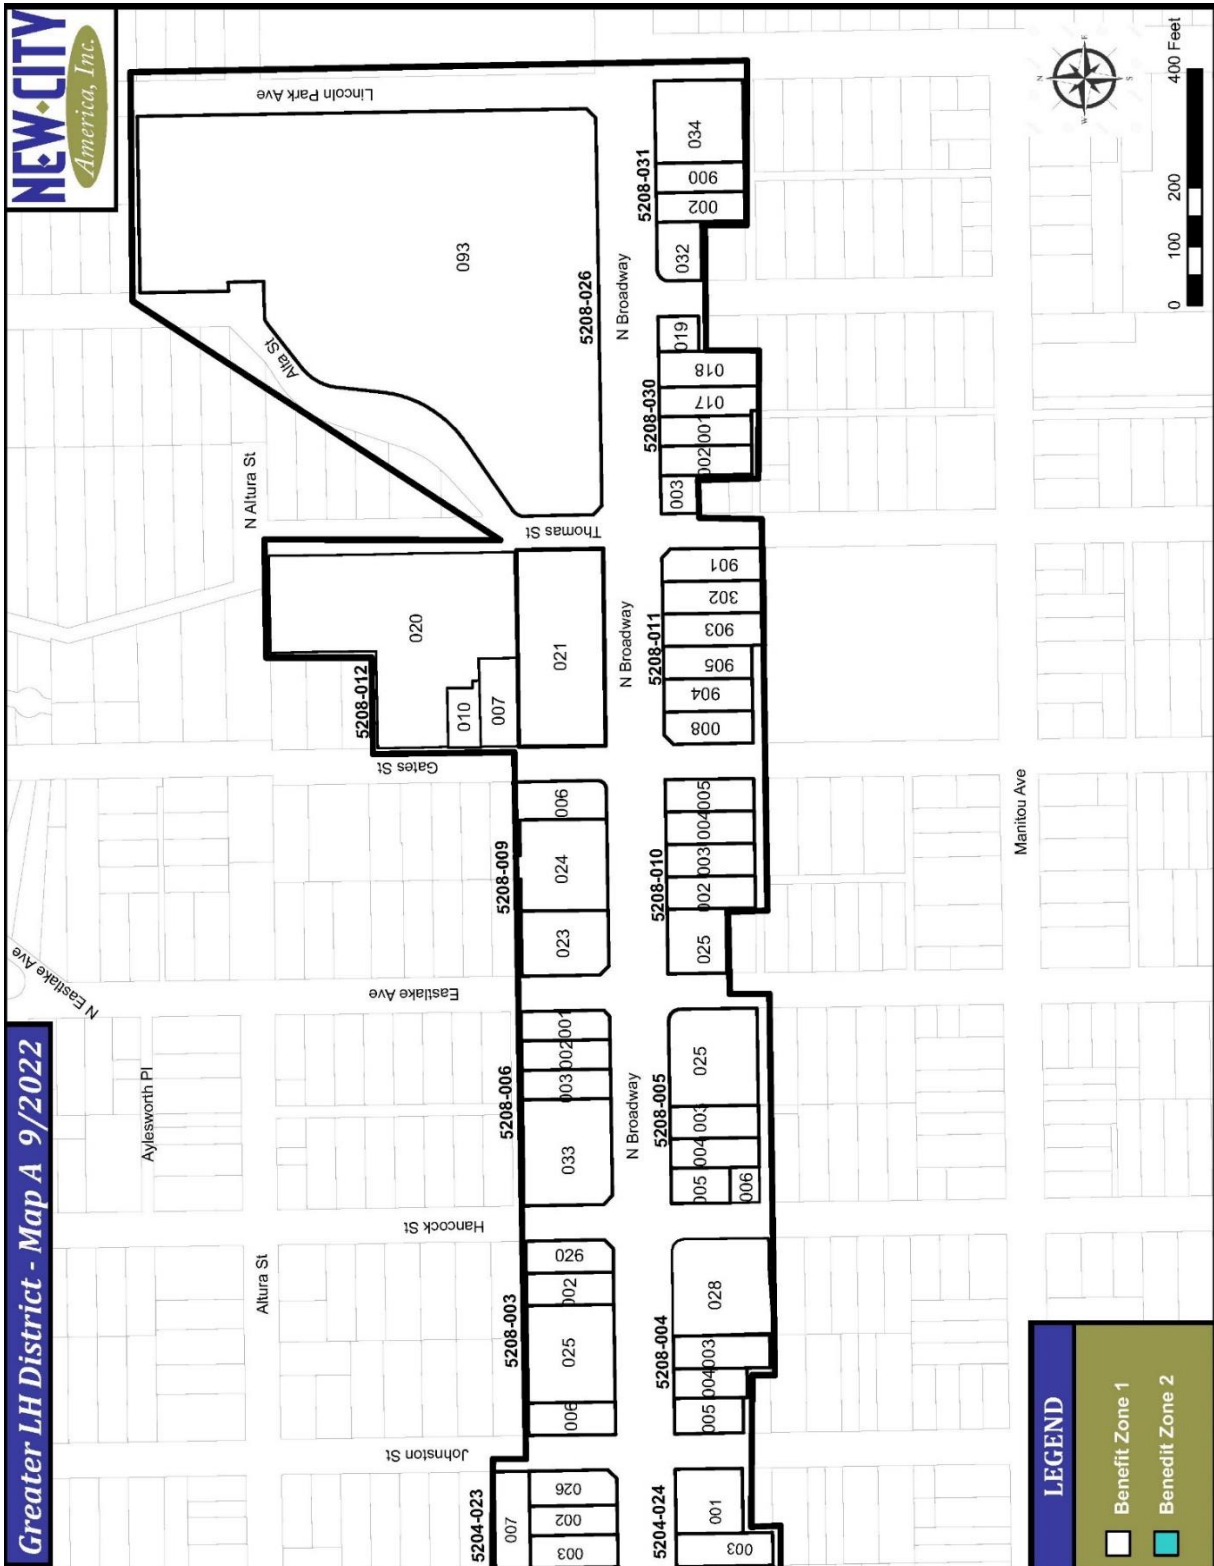 Greater LH District - Map A  9/2022
NEW CITY
America, Inc.
N Eastlake Ave
Aylesworth Pl
Altura St
N Altura St
Lincoln Park Ave
Alta St
Johnston St
Hancock St
Eastlake Ave
Gates St
Thomas St
5204-023
007
003
002
026
5208-003
006
025
002
026
5208-006
033
003
002
001
5208-009
023
024
006
5208-012
020
010
007
021
5208-026
093
N Broadway
N Broadway
N Broadway
5204-024
003
001
5208-004
005
004
003
028
5208-005
005
006
004
003
025
5208-010
025
002
003
004
005
5208-011
008
904
905
903
302
901
5208-030
003
002
001
017
018
019
5208-031
032
002
900
034
Manitou Ave
LEGEND
Benefit Zone 1
Benedit Zone 2
N
E
S
W
0
100
200
400 Feet